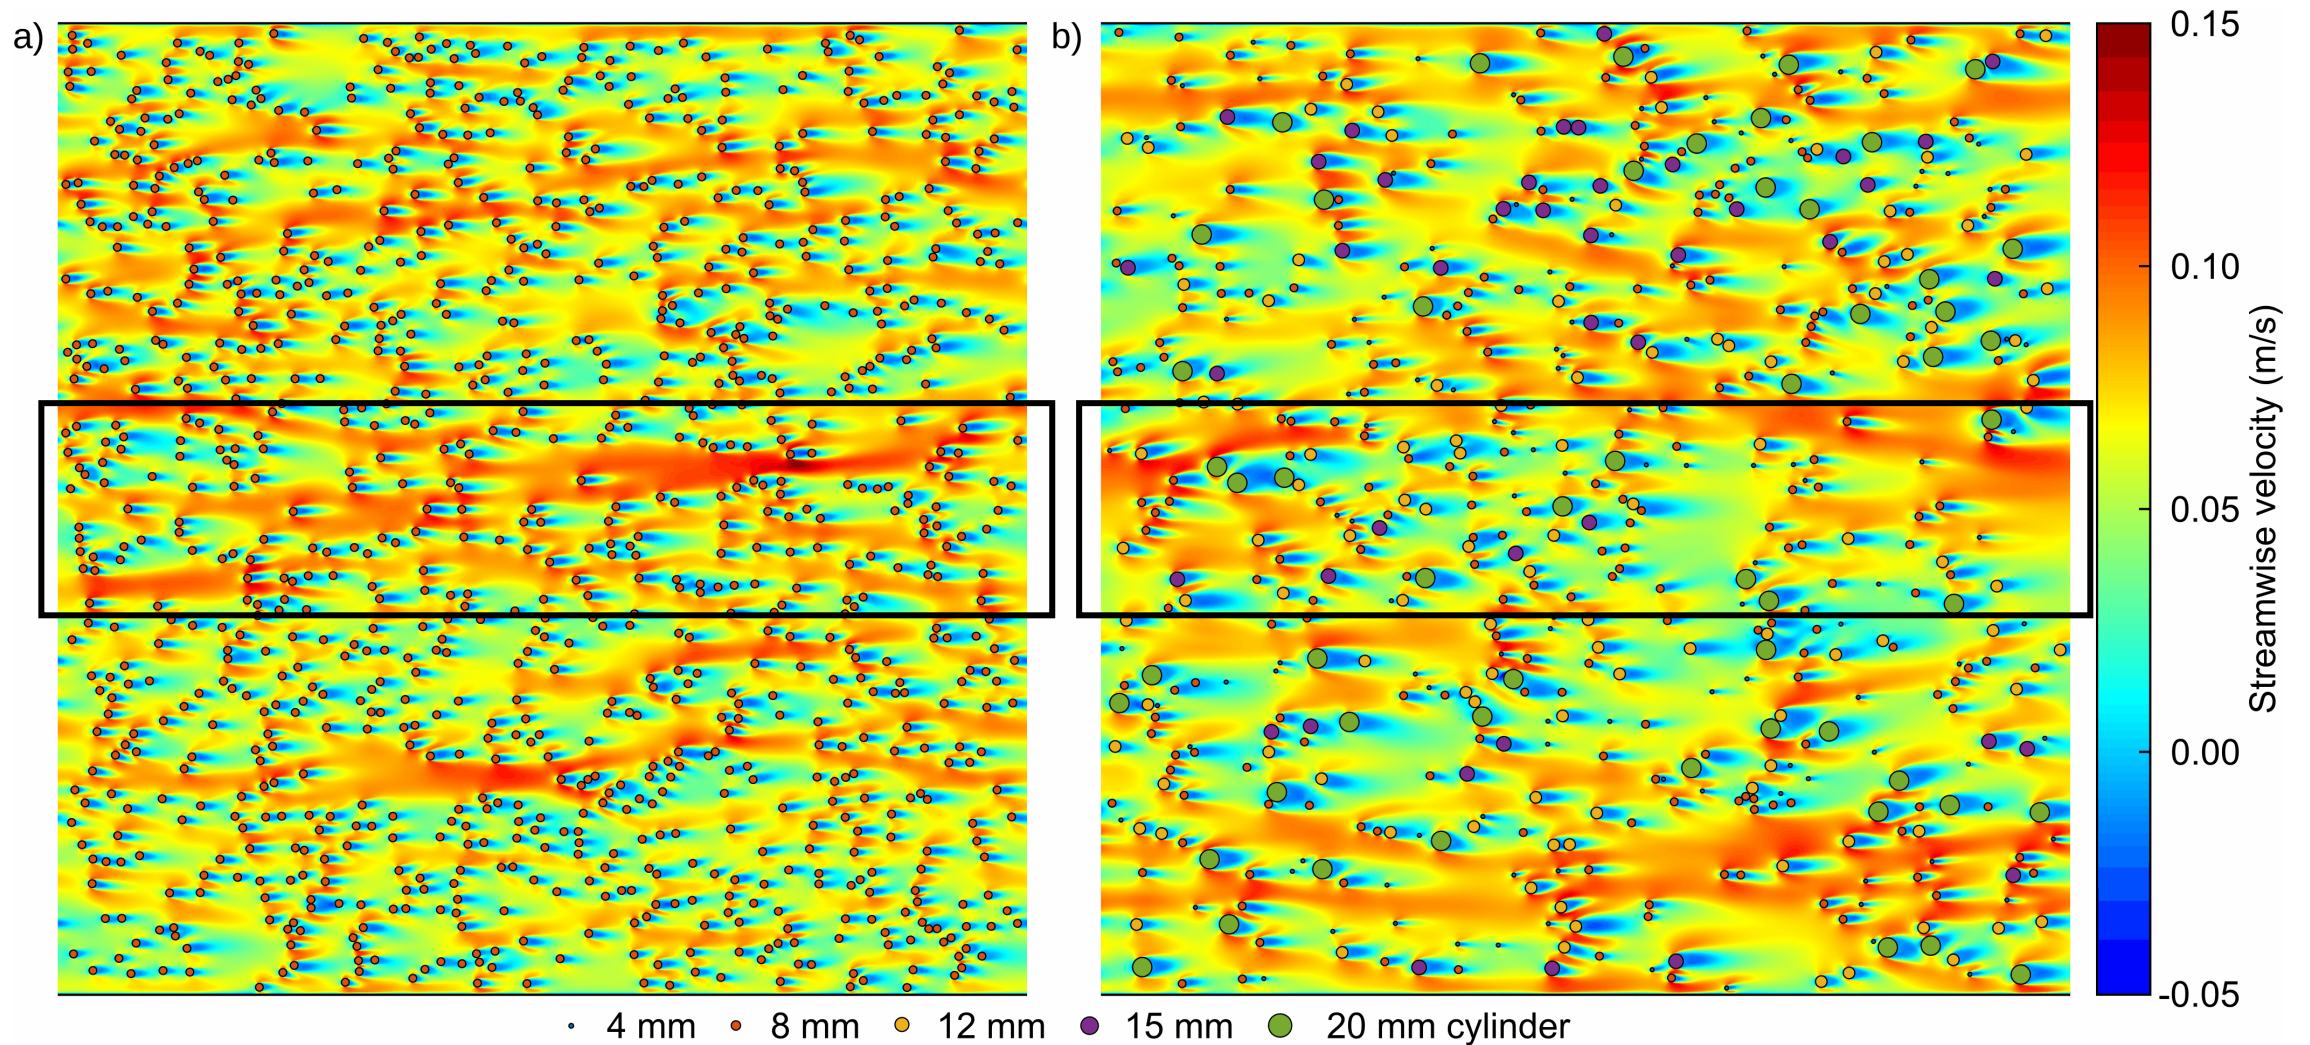 a)
b)
0.15
0.10
0.05
0.00
-0.05
Streamwise velocity (m/s)
4 mm 8 mm 12 mm 15 mm 20 mm cylinder